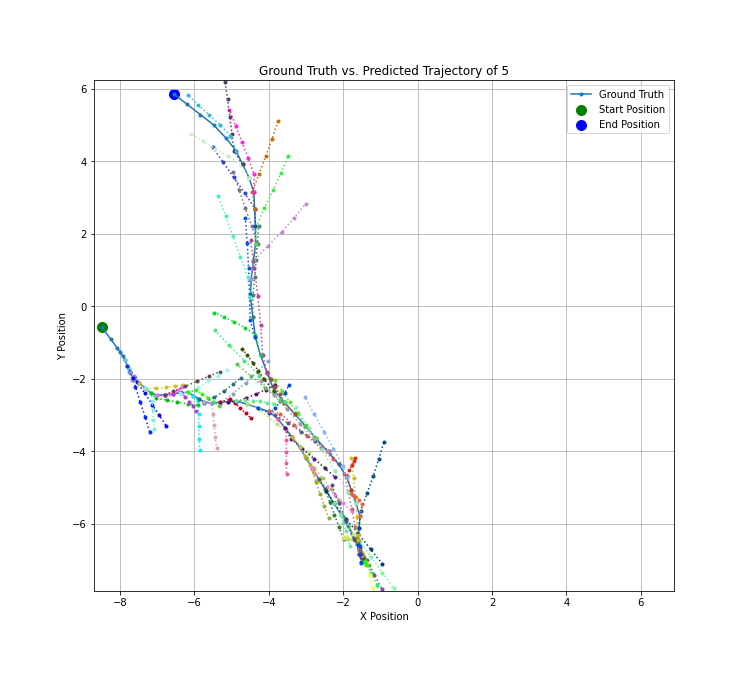 Ground Truth vs. Predicted Trajectory of 5
Ground Truth
Start Position
End Position
Y Position
6
4
2
0
−2
−4
−6
−8
−6
−4
−2
0
2
4
6
X Position